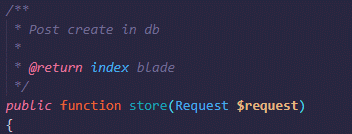 /**
* Post create in db
*
* @return index blade
*/
public function store(Request $request)
{